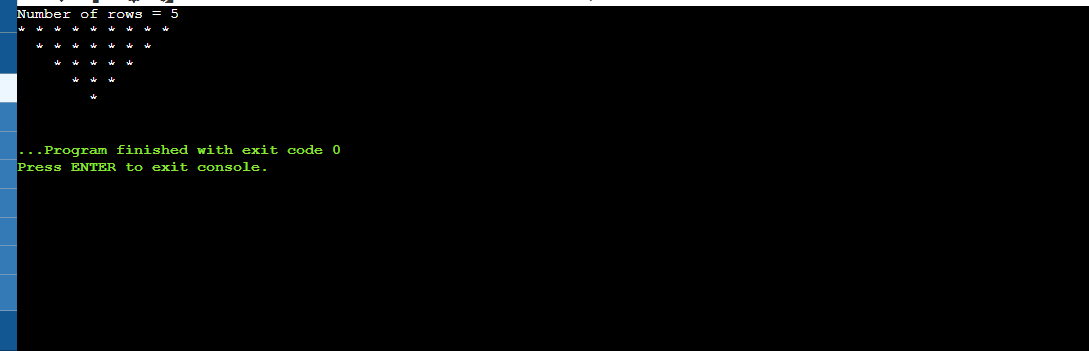 Number of rows = 5
* * * * * * * * *
  * * * * * * *
    * * * * *
      * * *
        *
...Program finished with exit code 0
Press ENTER to exit console.